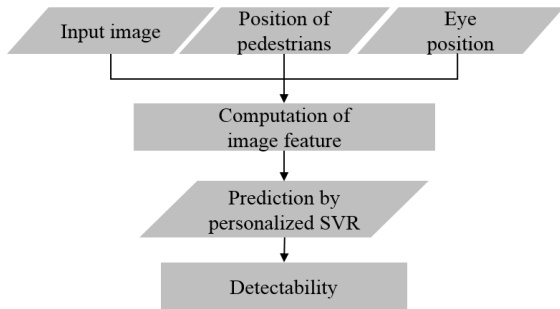 Input image
Position of
pedestrians
Eye
position
Computation of
image feature
Prediction by
personalized SVR
Detectability